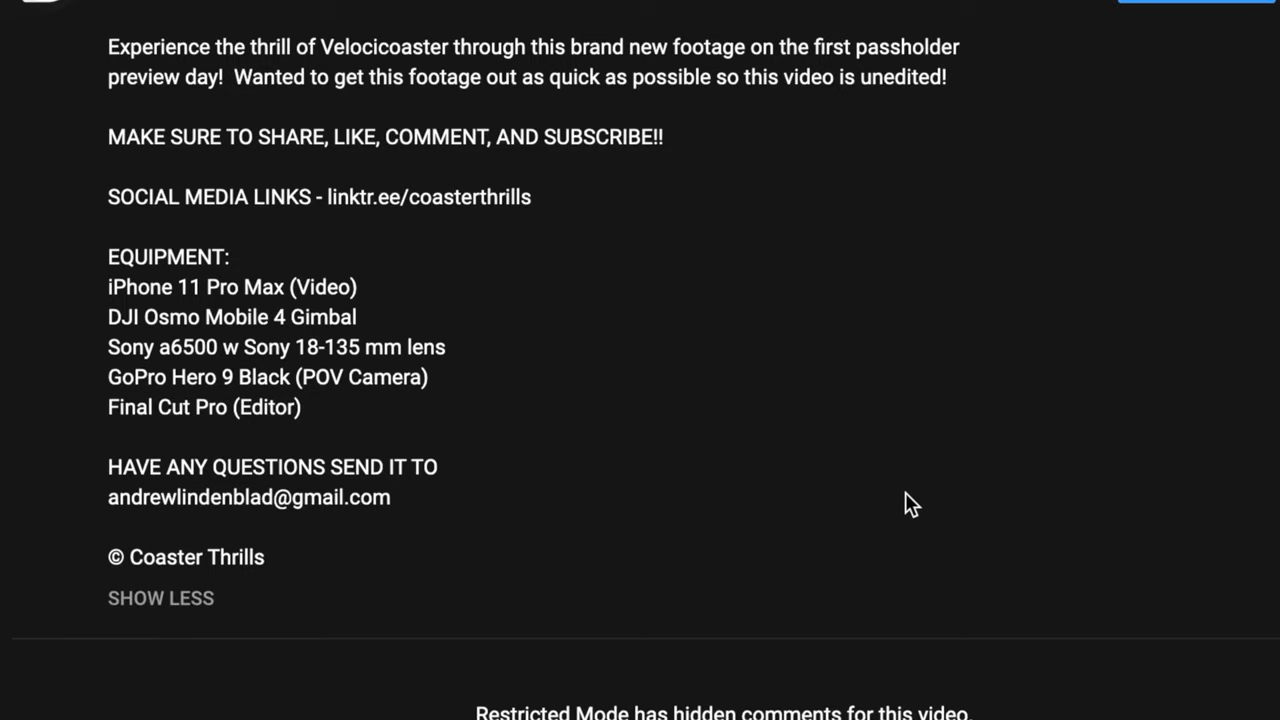 Experience the thrill of Velocicoaster through this brand new footage on the first passholder
preview day!  Wanted to get this footage out as quick as possible so this video is unedited!
MAKE SURE TO SHARE, LIKE, COMMENT, AND SUBSCRIBE!!
SOCIAL MEDIA LINKS - linktr.ee/coasterthrills
EQUIPMENT:
iPhone 11 Pro Max (Video)
DJI Osmo Mobile 4 Gimbal
Sony a6500 w Sony 18-135 mm lens
GoPro Hero 9 Black (POV Camera)
Final Cut Pro (Editor)
HAVE ANY QUESTIONS SEND IT TO
andrewlindenblad@gmail.com
© Coaster Thrills
SHOW LESS
Restricted Mode has hidden comments for this video.